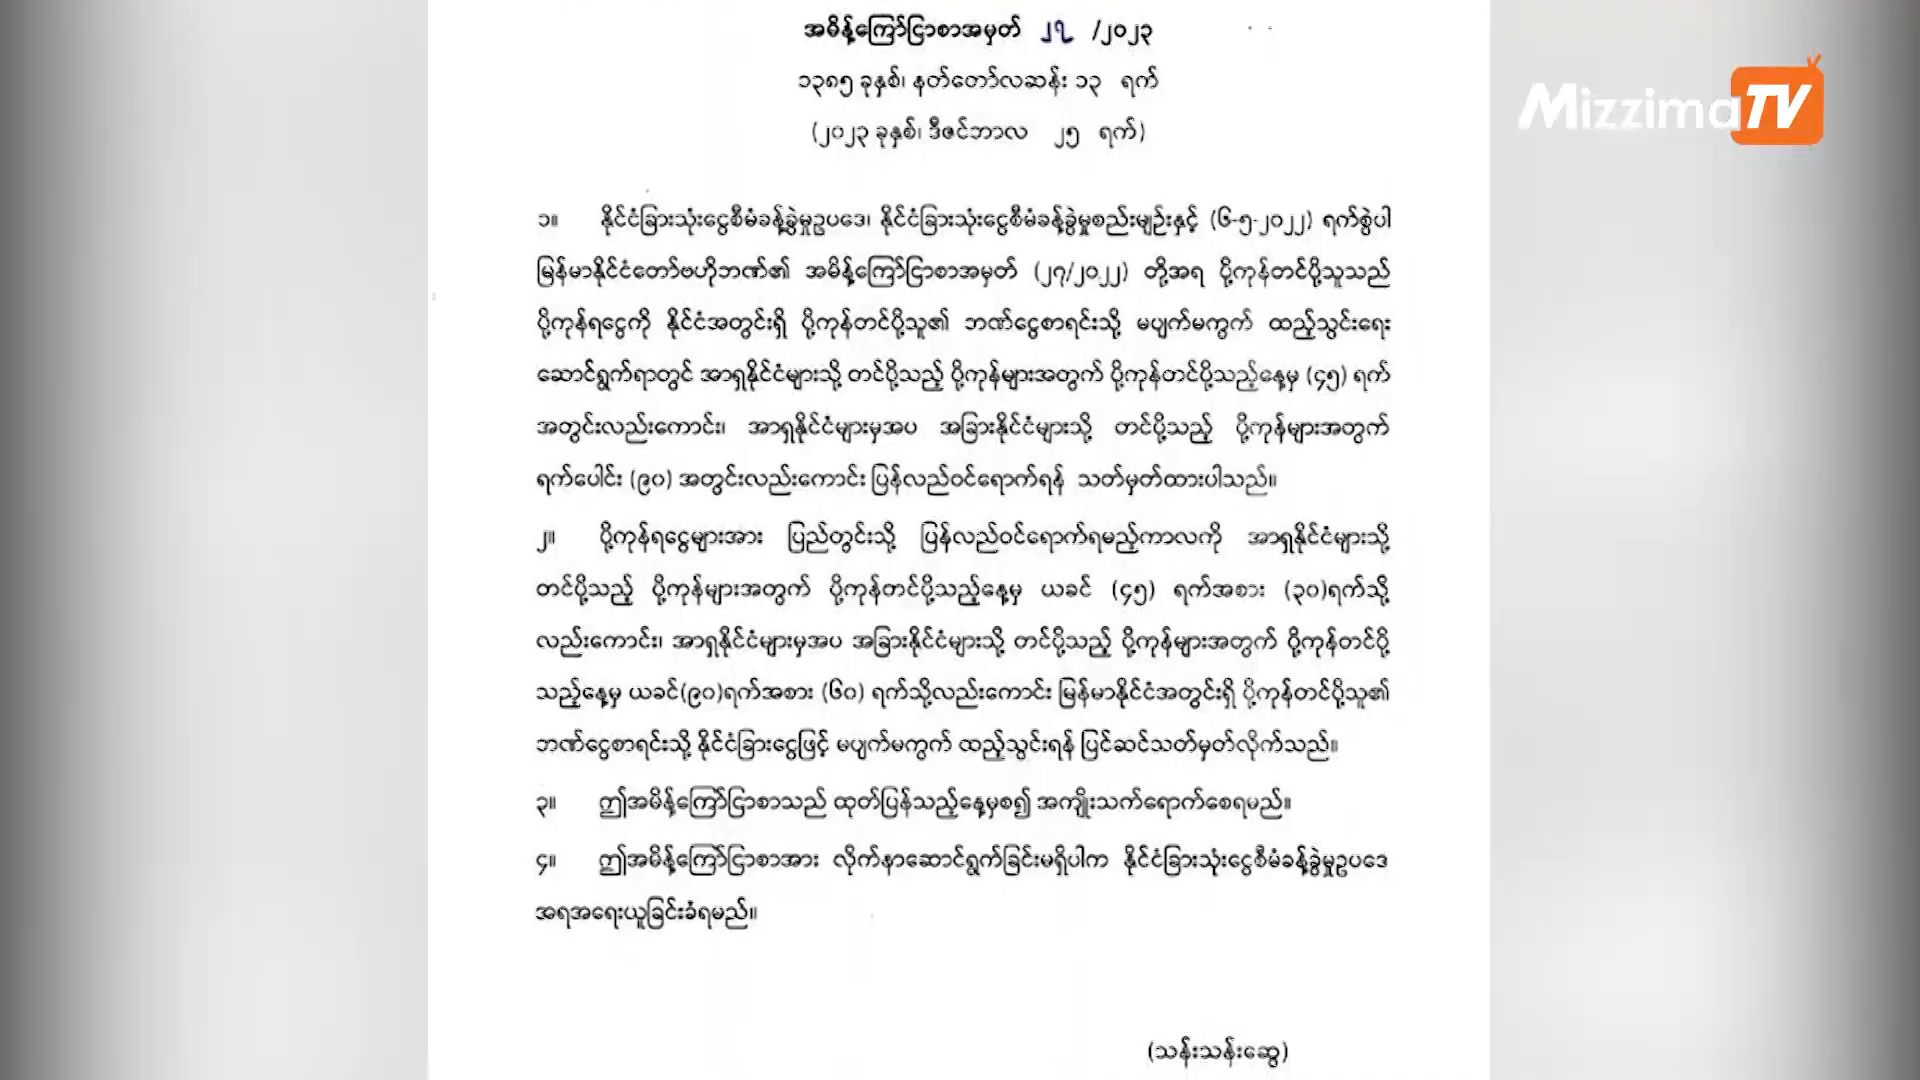 အမိန့်ကြော်ငြာစာအမှတ် ၂၇ /၂၀၂၃
၁၃၈၅ ခုနှစ်၊ နတ်တော်လဆန်း ၁၃ ရက်
(၂၀၂၃ ခုနှစ်၊ ဒီဇင်ဘာလ ၂၅ ရက်)
MizzimaTV
၁။ နိုင်ငံခြားသုံးငွေစီမံခန့်ခွဲမှုဥပဒေ၊ နိုင်ငံခြားသုံးငွေစီမံခန့်ခွဲမှုစည်းမျဉ်းနှင့် (၆-၅-၂၀၂၂) ရက်စွဲပါ
မြန်မာနိုင်ငံတော်ဗဟိုဘဏ်၏ အမိန့်ကြော်ငြာစာအမှတ် (၂၇/၂၀၂၂) တို့အရ ပို့ကုန်တင်ပို့သူသည်
ပို့ကုန်ရငွေကို နိုင်ငံအတွင်းရှိ ပို့ကုန်တင်ပို့သူ၏ ဘဏ်ငွေစာရင်းသို့ မပျက်မကွက် ထည့်သွင်းရေး
ဆောင်ရွက်ရာတွင် အာရှနိုင်ငံများသို့ တင်ပို့သည့် ပို့ကုန်များအတွက် ပို့ကုန်တင်ပို့သည့်နေ့မှ (၄၅) ရက်
အတွင်းလည်းကောင်း၊ အာရှနိုင်ငံများမှအပ အခြားနိုင်ငံများသို့ တင်ပို့သည့် ပို့ကုန်များအတွက်
ရက်ပေါင်း (၉၀) အတွင်းလည်းကောင်း ပြန်လည်ဝင်ရောက်ရန် သတ်မှတ်ထားပါသည်။
၂။ ပို့ကုန်ရငွေများအား ပြည်တွင်းသို့ ပြန်လည်ဝင်ရောက်ရမည့်ကာလကို အာရှနိုင်ငံများသို့
တင်ပို့သည့် ပို့ကုန်များအတွက် ပို့ကုန်တင်ပို့သည့်နေ့မှ ယခင် (၄၅) ရက်အစား (၃၀)ရက်သို့
လည်းကောင်း၊ အာရှနိုင်ငံများမှအပ အခြားနိုင်ငံများသို့ တင်ပို့သည့် ပို့ကုန်များအတွက် ပို့ကုန်တင်ပို့
သည့်နေ့မှ ယခင်(၉၀)ရက်အစား (၆၀) ရက်သို့လည်းကောင်း မြန်မာနိုင်ငံအတွင်းရှိ ပို့ကုန်တင်ပို့သူ၏
ဘဏ်ငွေစာရင်းသို့ နိုင်ငံခြားငွေဖြင့် မပျက်မကွက် ထည့်သွင်းရန် ပြင်ဆင်သတ်မှတ်လိုက်သည်။
၃။ ဤအမိန့်ကြော်ငြာစာသည် ထုတ်ပြန်သည့်နေ့မှစ၍ အကျိုးသက်ရောက်စေရမည်။
၄။ ဤအမိန့်ကြော်ငြာစာအား လိုက်နာဆောင်ရွက်ခြင်းမရှိပါက နိုင်ငံခြားသုံးငွေစီမံခန့်ခွဲမှုဥပဒေ
အရအရေးယူခြင်းခံရမည်။
(သန်းသန်းဆွေ)